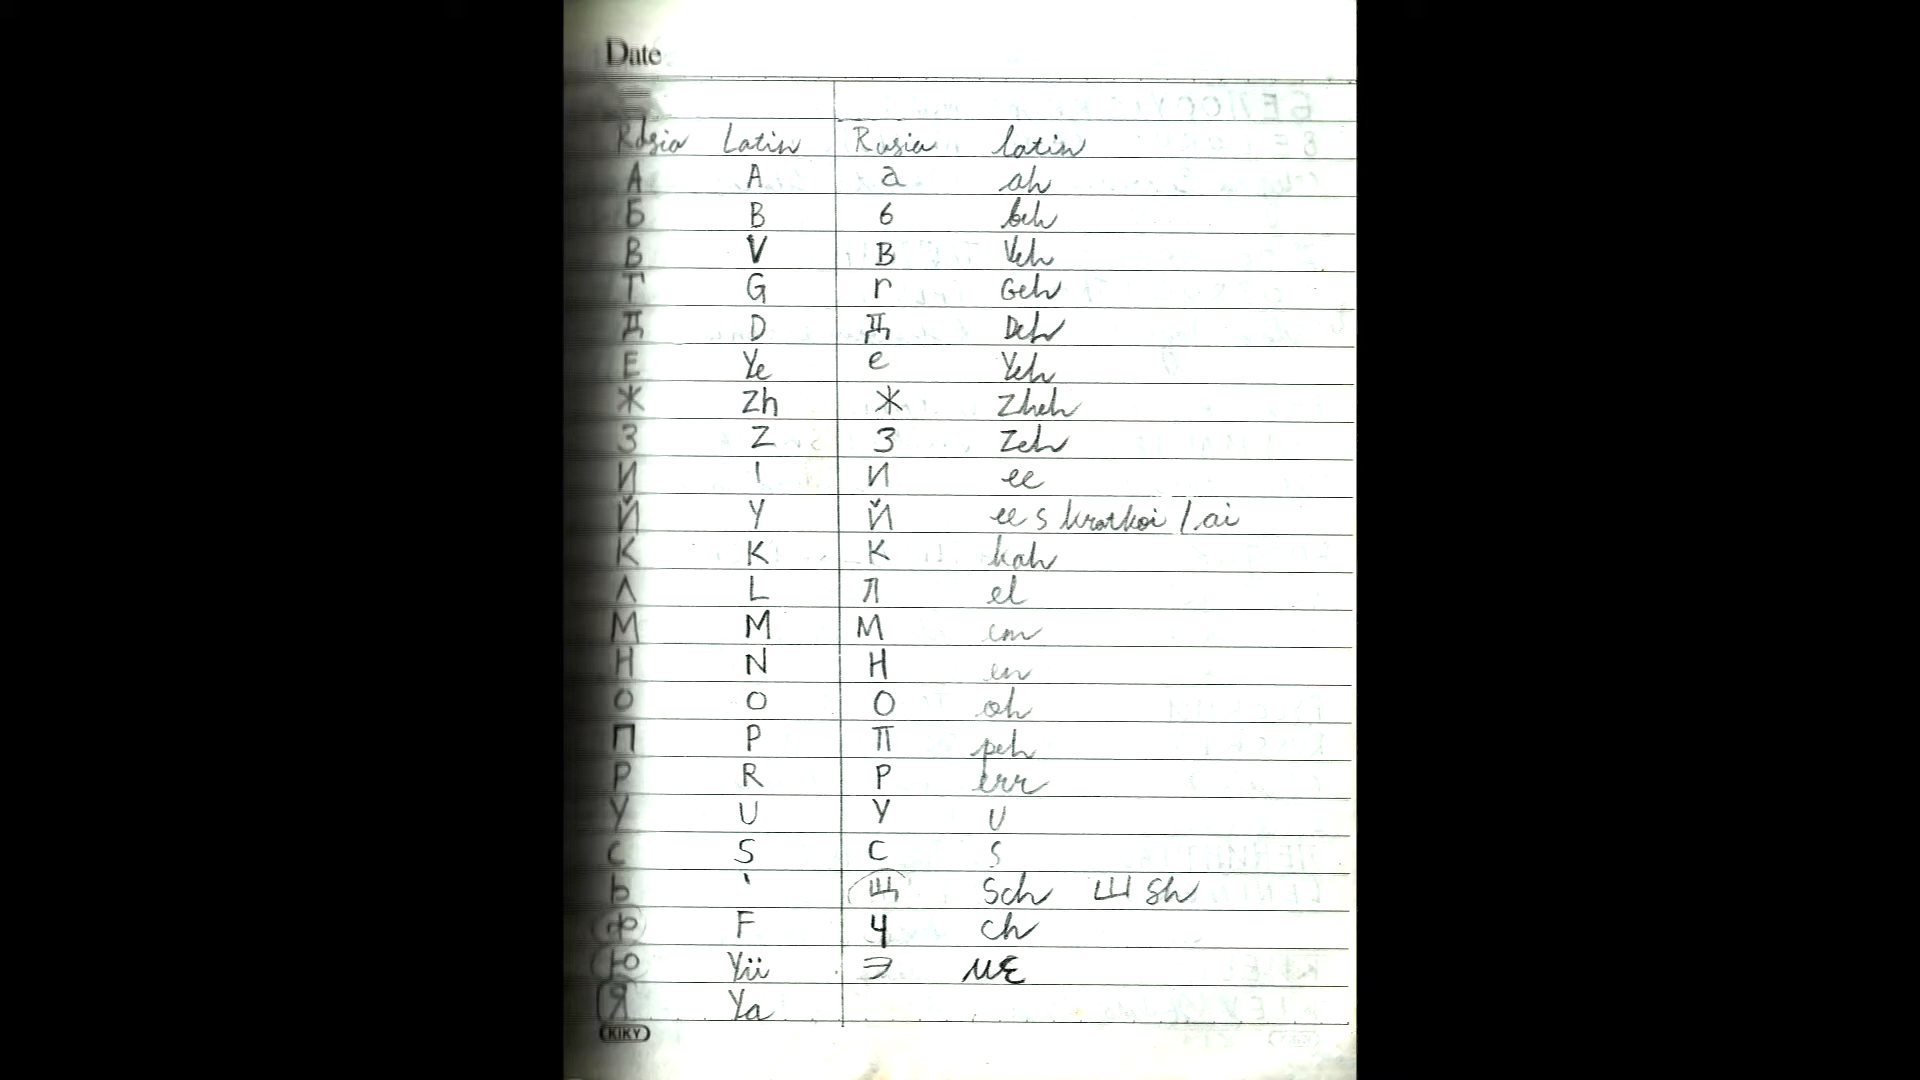 Date
Rusia Latin Rusia latin
А A а ah
Б B б beh
В V В Veh
Г G г Geh
Д D Д Deh
Е Ye е Yeh
Ж Zh Ж Zheh
З Z З Zeh
И I И ee
Й Y Й ee s kratkoi / ai
К K К kah
Л L Л el
М M М em
Н N Н en
О O О oh
П P П peh
Р R Р err
У U У U
С S С S
Ь ` Щ Sch Ш Sh
Ф F Ч Ch
Ю Yü Э
Я Ya
KIKY